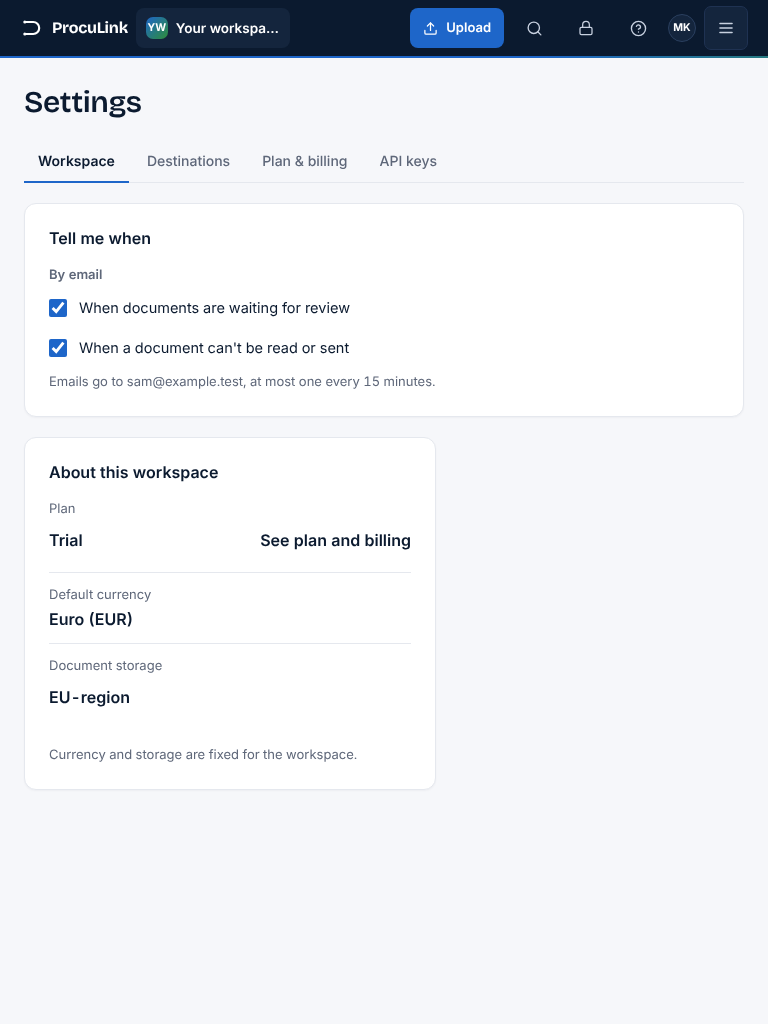 ProcuLink
YW
Your workspa...
Upload
MK
Settings
Workspace
Destinations
Plan & billing
API keys
Tell me when
By email
When documents are waiting for review
When a document can't be read or sent
Emails go to sam@example.test, at most one every 15 minutes.
About this workspace
Plan
Trial
See plan and billing
Default currency
Euro (EUR)
Document storage
EU-region
Currency and storage are fixed for the workspace.